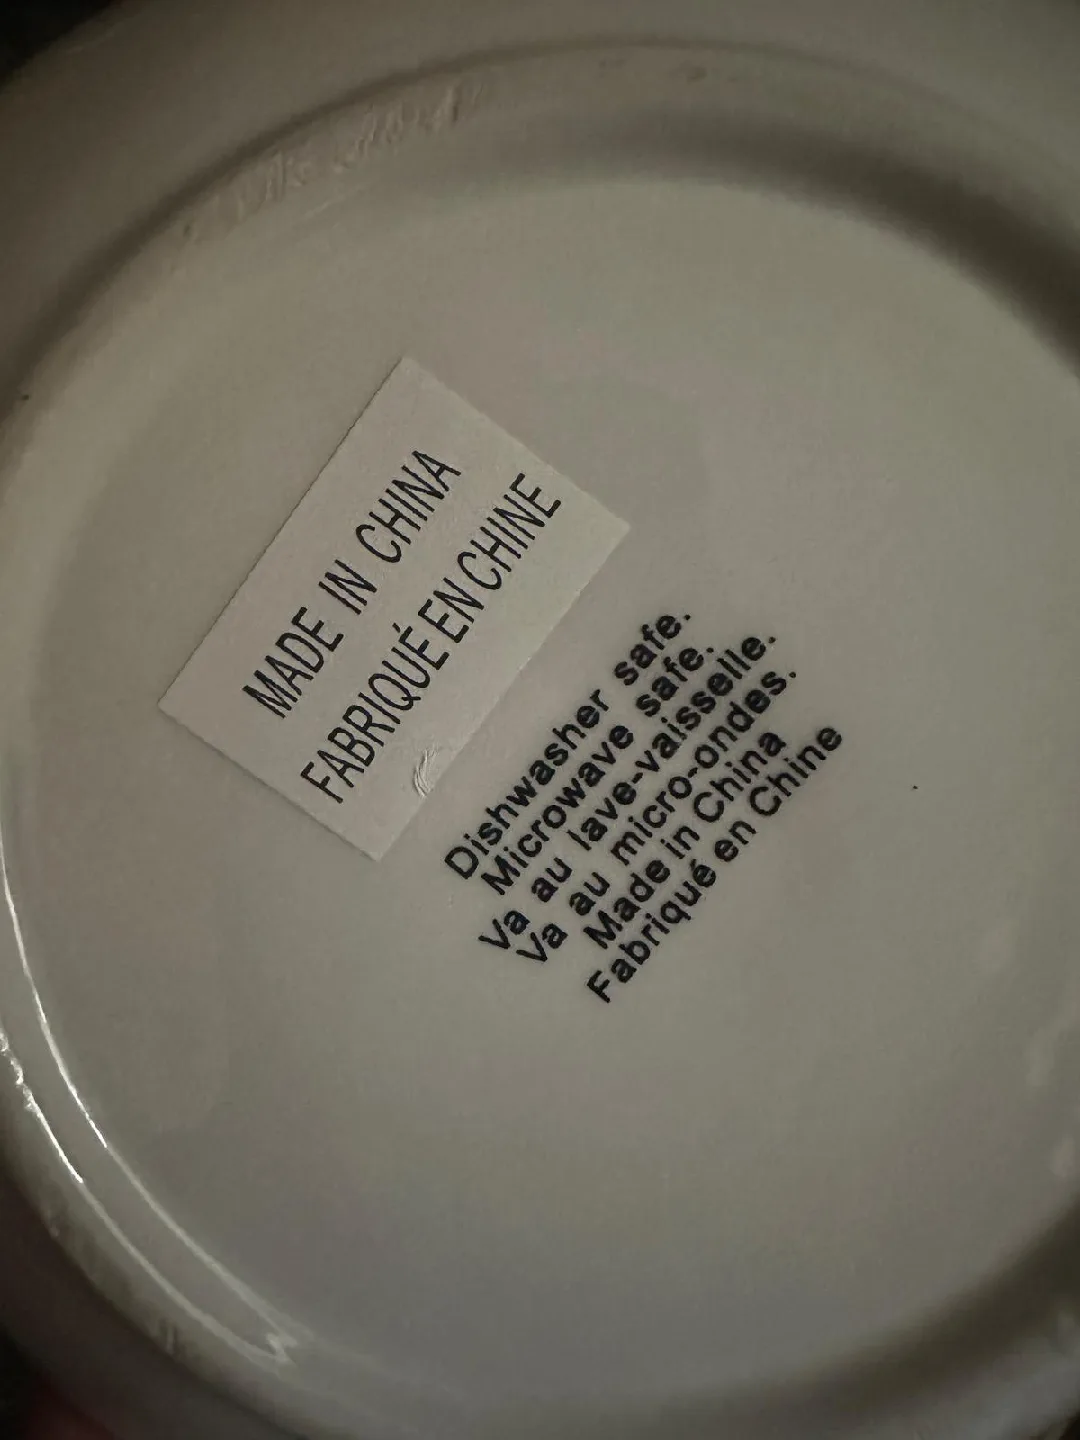 MADE IN CHINA
FABRIQUÉ EN CHINE
Dishwasher safe.
Microwave safe.
Va au lave-vaisselle.
Va au micro-ondes.
Made in China
Fabriqué en Chine